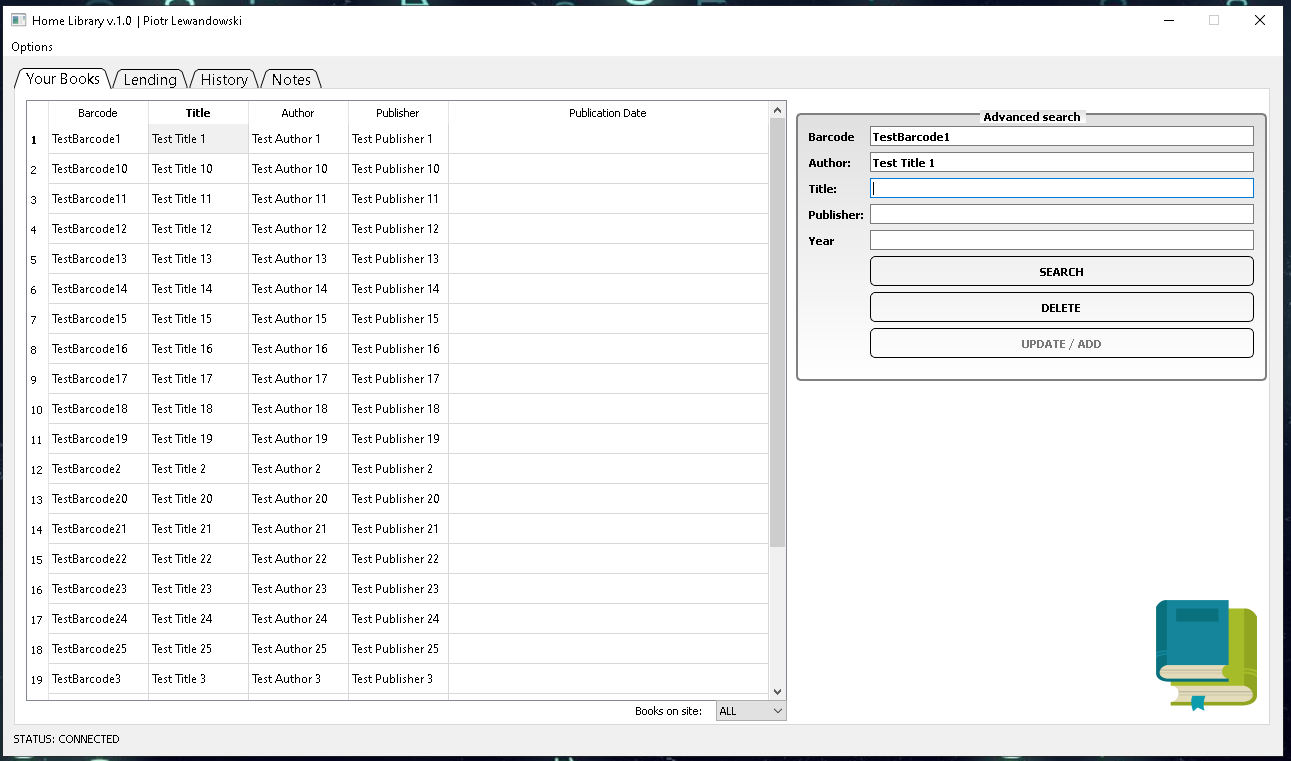 Home Library v.1.0 | Piotr Lewandowski
Options
Your Books Lending History Notes
Barcode Title Author Publisher Publication Date
1 TestBarcode1 Test Title 1 Test Author 1 Test Publisher 1
2 TestBarcode10 Test Title 10 Test Author 10 Test Publisher 10
3 TestBarcode11 Test Title 11 Test Author 11 Test Publisher 11
4 TestBarcode12 Test Title 12 Test Author 12 Test Publisher 12
5 TestBarcode13 Test Title 13 Test Author 13 Test Publisher 13
6 TestBarcode14 Test Title 14 Test Author 14 Test Publisher 14
7 TestBarcode15 Test Title 15 Test Author 15 Test Publisher 15
8 TestBarcode16 Test Title 16 Test Author 16 Test Publisher 16
9 TestBarcode17 Test Title 17 Test Author 17 Test Publisher 17
10 TestBarcode18 Test Title 18 Test Author 18 Test Publisher 18
11 TestBarcode19 Test Title 19 Test Author 19 Test Publisher 19
12 TestBarcode2 Test Title 2 Test Author 2 Test Publisher 2
13 TestBarcode20 Test Title 20 Test Author 20 Test Publisher 20
14 TestBarcode21 Test Title 21 Test Author 21 Test Publisher 21
15 TestBarcode22 Test Title 22 Test Author 22 Test Publisher 22
16 TestBarcode23 Test Title 23 Test Author 23 Test Publisher 23
17 TestBarcode24 Test Title 24 Test Author 24 Test Publisher 24
18 TestBarcode25 Test Title 25 Test Author 25 Test Publisher 25
19 TestBarcode3 Test Title 3 Test Author 3 Test Publisher 3
Books on site: ALL
Advanced search
Barcode TestBarcode1
Author: Test Title 1
Title:
Publisher:
Year
SEARCH
DELETE
UPDATE / ADD
STATUS: CONNECTED